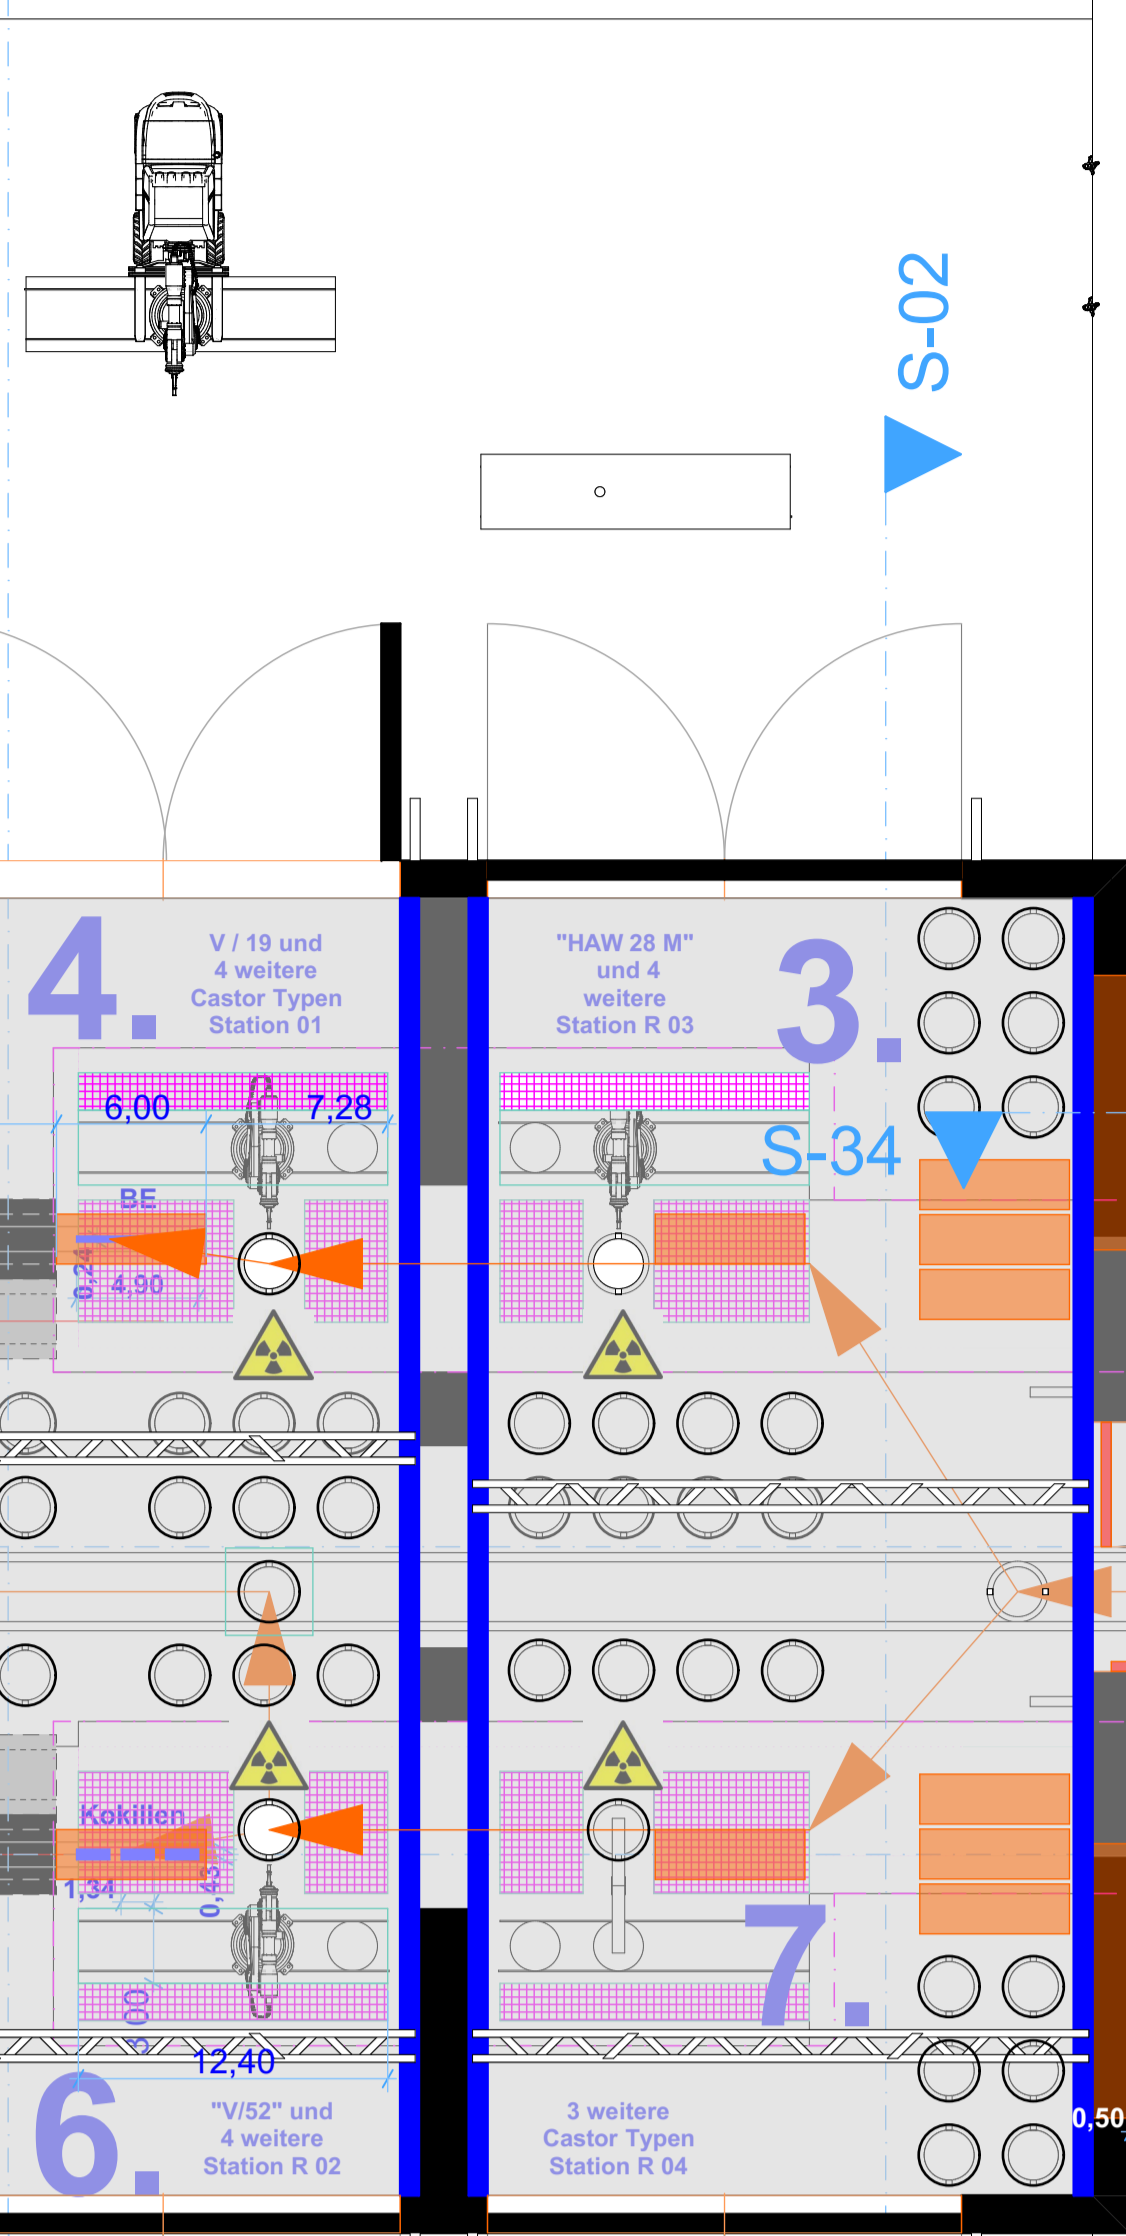 S-02
4.
V / 19 und
4 weitere
Castor Typen
Station 01
"HAW 28 M"
und 4
weitere
Station R 03
3.
6,00
7,28
S-34
BE
0,24
4,90
Kokillen
1,34
0,43
7.
3,00
12,40
6.
"V/52" und
4 weitere
Station R 02
3 weitere
Castor Typen
Station R 04
0,50